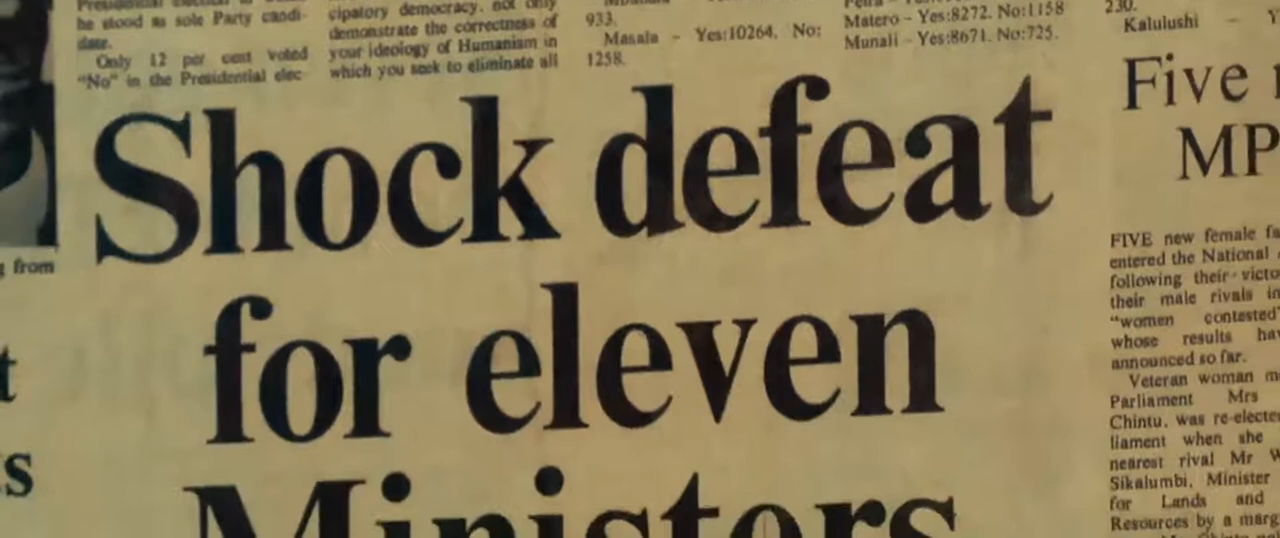 he stood as sole Party candi-
date.
Only 12 per cent voted
"No" in the Presidential elec-
cipatory democracy, not only
demonstrate the correctness of
your ideology of Humanism in
which you seek to eliminate all
933.
Masala - Yes:10264. No:
1258.
Matero - Yes:8272. No:1158
Munali - Yes:8671. No:725.
230.
Kalulushi - Y
Shock defeat
for eleven
Ministers
from
t
s
Five
MP
FIVE new female
entered the National
following their victo
their male rivals in
"women contested"
whose results hav
announced so far.
Veteran woman m
Parliament Mrs
Chintu, was re-electe
liament when she
nearest rival Mr W
Sikalumbi, Minister
for Lands and
Resources by a marg